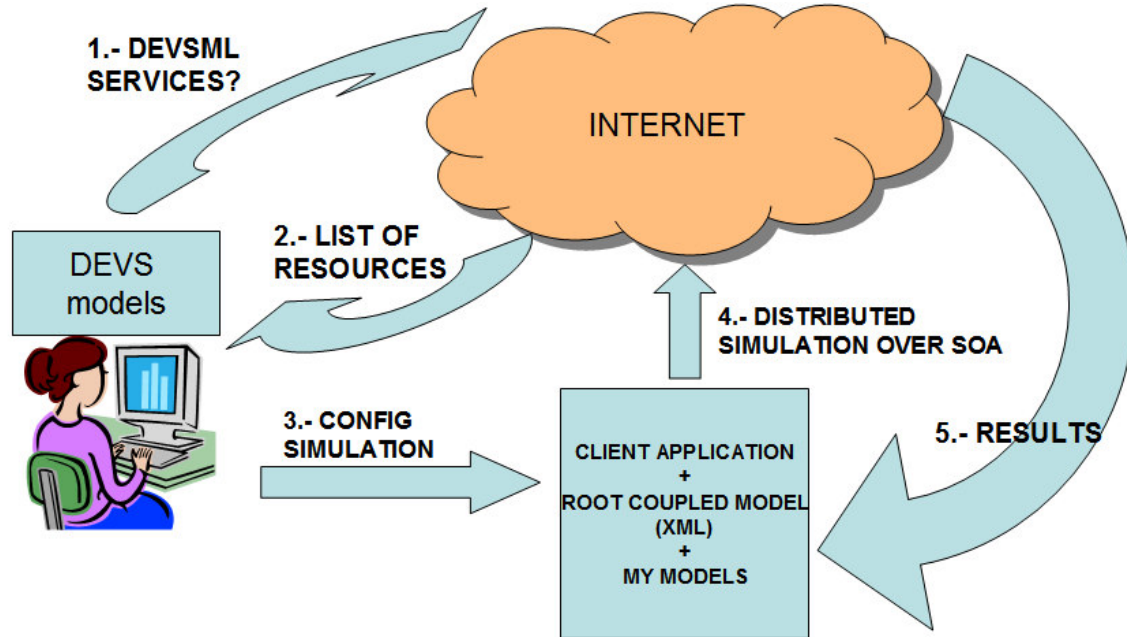 1.- DEVSML
SERVICES?
INTERNET
DEVS
models
2.- LIST OF
RESOURCES
3.- CONFIG
SIMULATION
4.- DISTRIBUTED
SIMULATION OVER SOA
CLIENT APPLICATION
+
ROOT COUPLED MODEL
(XML)
+
MY MODELS
5.- RESULTS